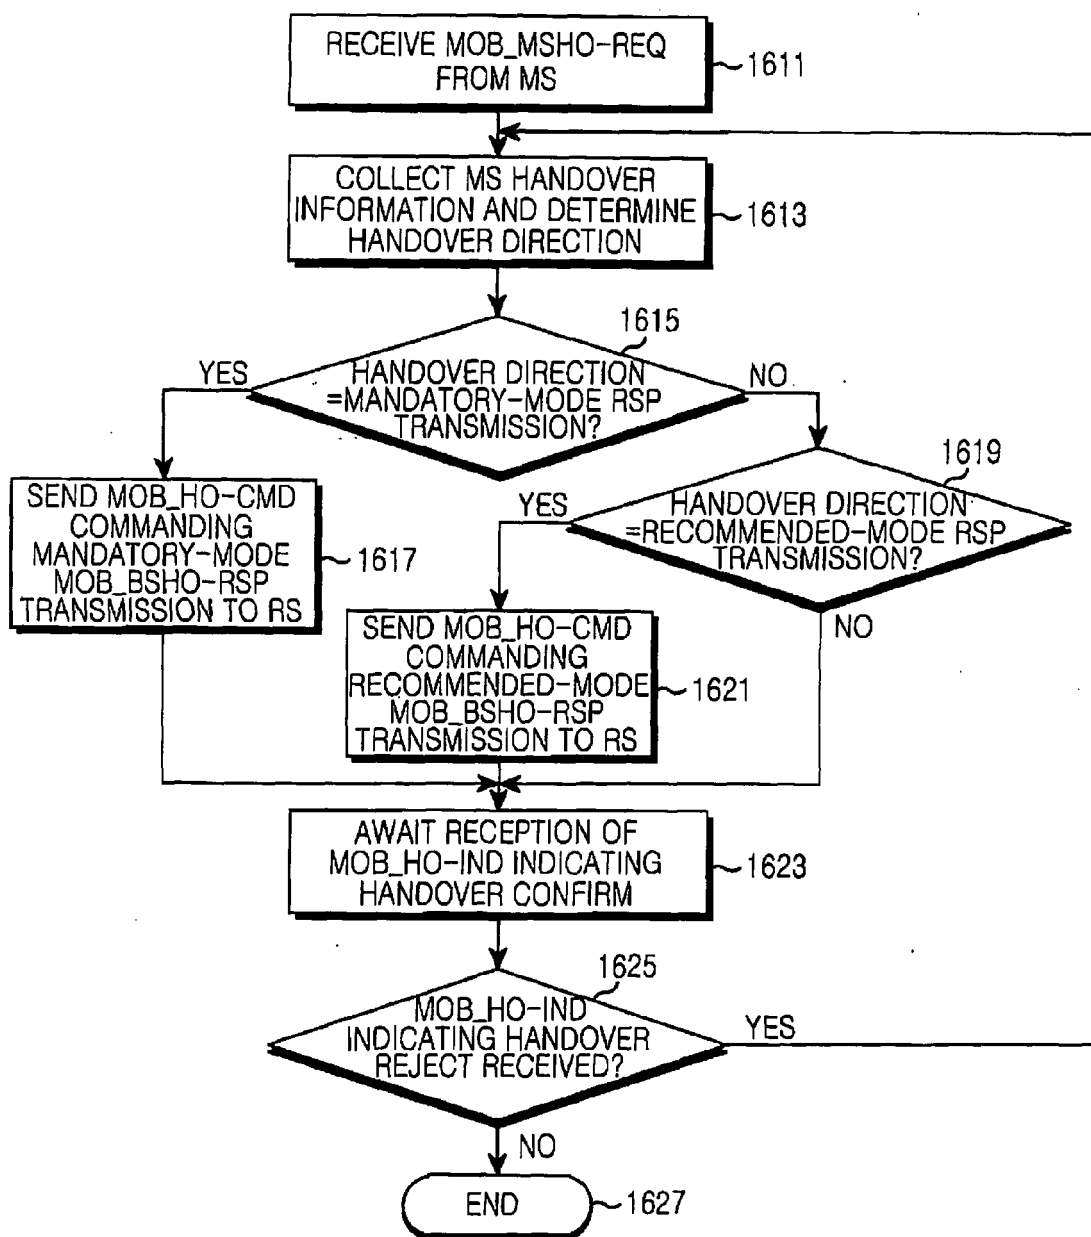 RECEIVE MOB_MSHO-REQ
FROM MS
1611
COLLECT MS HANDOVER
INFORMATION AND DETERMINE
HANDOVER DIRECTION
1613
1615
YES
HANDOVER DIRECTION
=MANDATORY-MODE RSP
TRANSMISSION?
NO
1619
SEND MOB_HO-CMD
COMMANDING
MANDATORY-MODE
MOB_BSHO-RSP
TRANSMISSION TO RS
1617
YES
HANDOVER DIRECTION
=RECOMMENDED-MODE RSP
TRANSMISSION?
NO
SEND MOB_HO-CMD
COMMANDING
RECOMMENDED-MODE
MOB_BSHO-RSP
TRANSMISSION TO RS
1621
AWAIT RECEPTION OF
MOB_HO-IND INDICATING
HANDOVER CONFIRM
1623
1625
MOB_HO-IND
INDICATING HANDOVER
REJECT RECEIVED?
YES
NO
END
1627